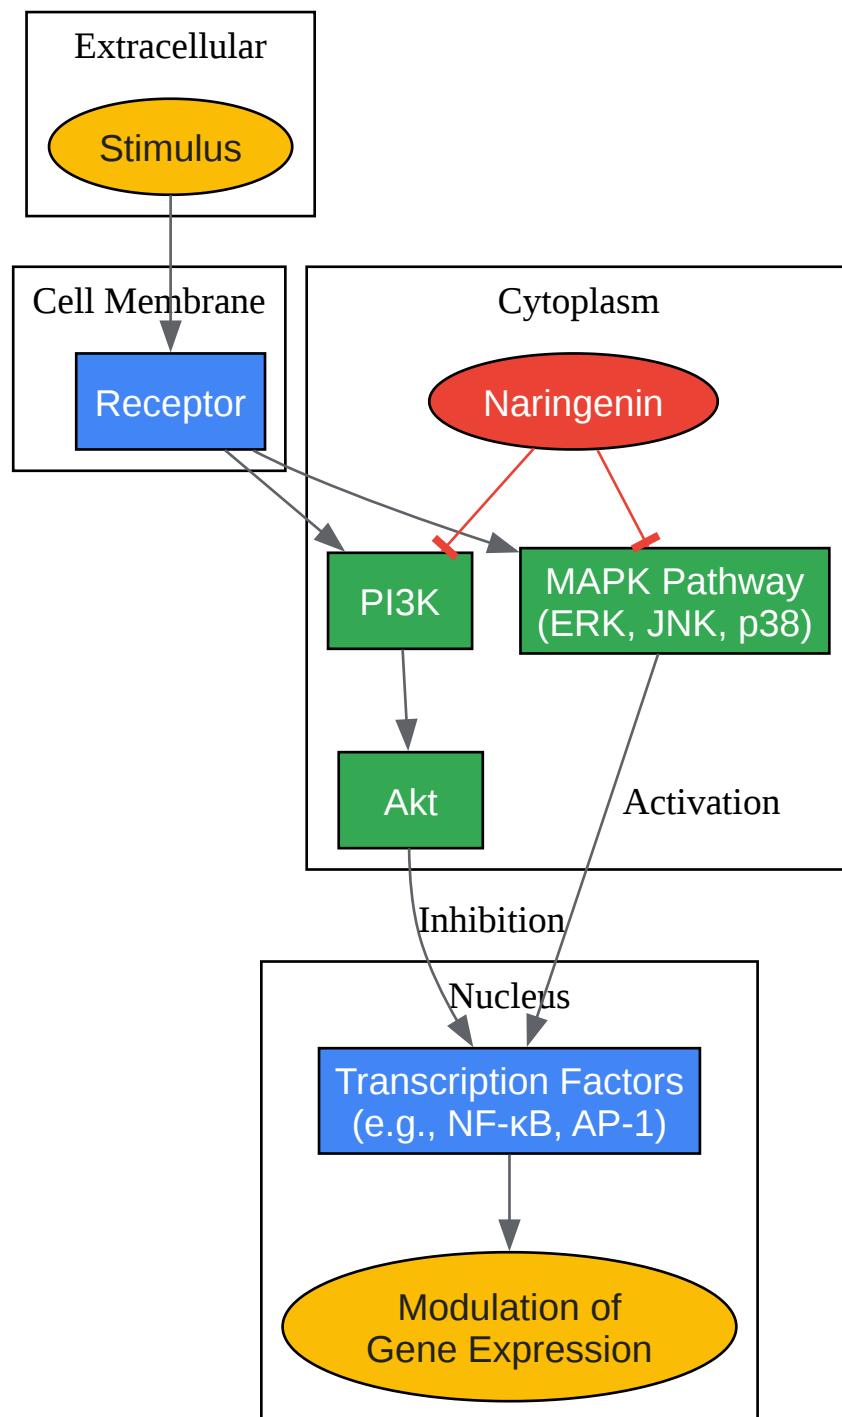 Extracellular
Stimulus
Cell Membrane
Receptor
Cytoplasm
Naringenin
PI3K
MAPK Pathway
(ERK, JNK, p38)
Akt
Activation
Inhibition
Nucleus
Transcription Factors
(e.g., NF-κB, AP-1)
Modulation of
Gene Expression